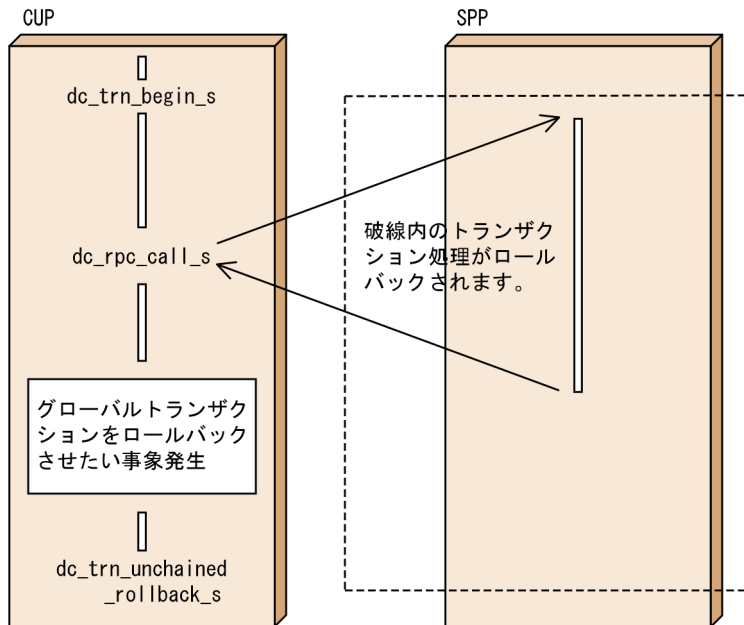 CUP
SPP
dc_trn_begin_s
dc_rpc_call_s
破線内のトランザク
ション処理がロール
バックされます。
グローバルトランザク
ションをロールバック
させたい事象発生
dc_trn_unchained
_rollback_s